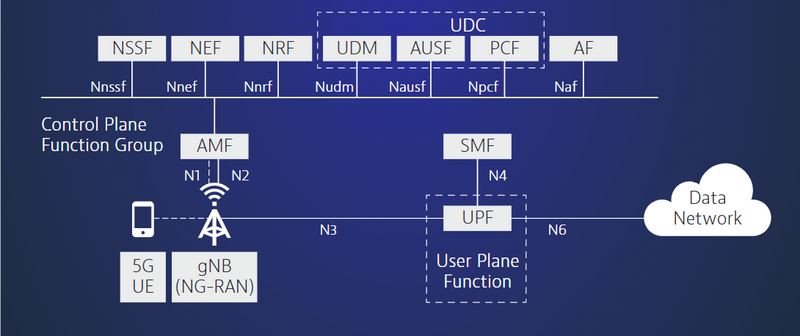 UDC
NSSF NEF NRF UDM AUSF PCF AF
Nnssf Nnef Nnrf Nudm Nausf Npcf Naf
Control Plane
Function Group
AMF SMF
N1 N2 N4
Data
Network
UPF
N3 N6
5G
UE
gNB
(NG-RAN)
User Plane
Function